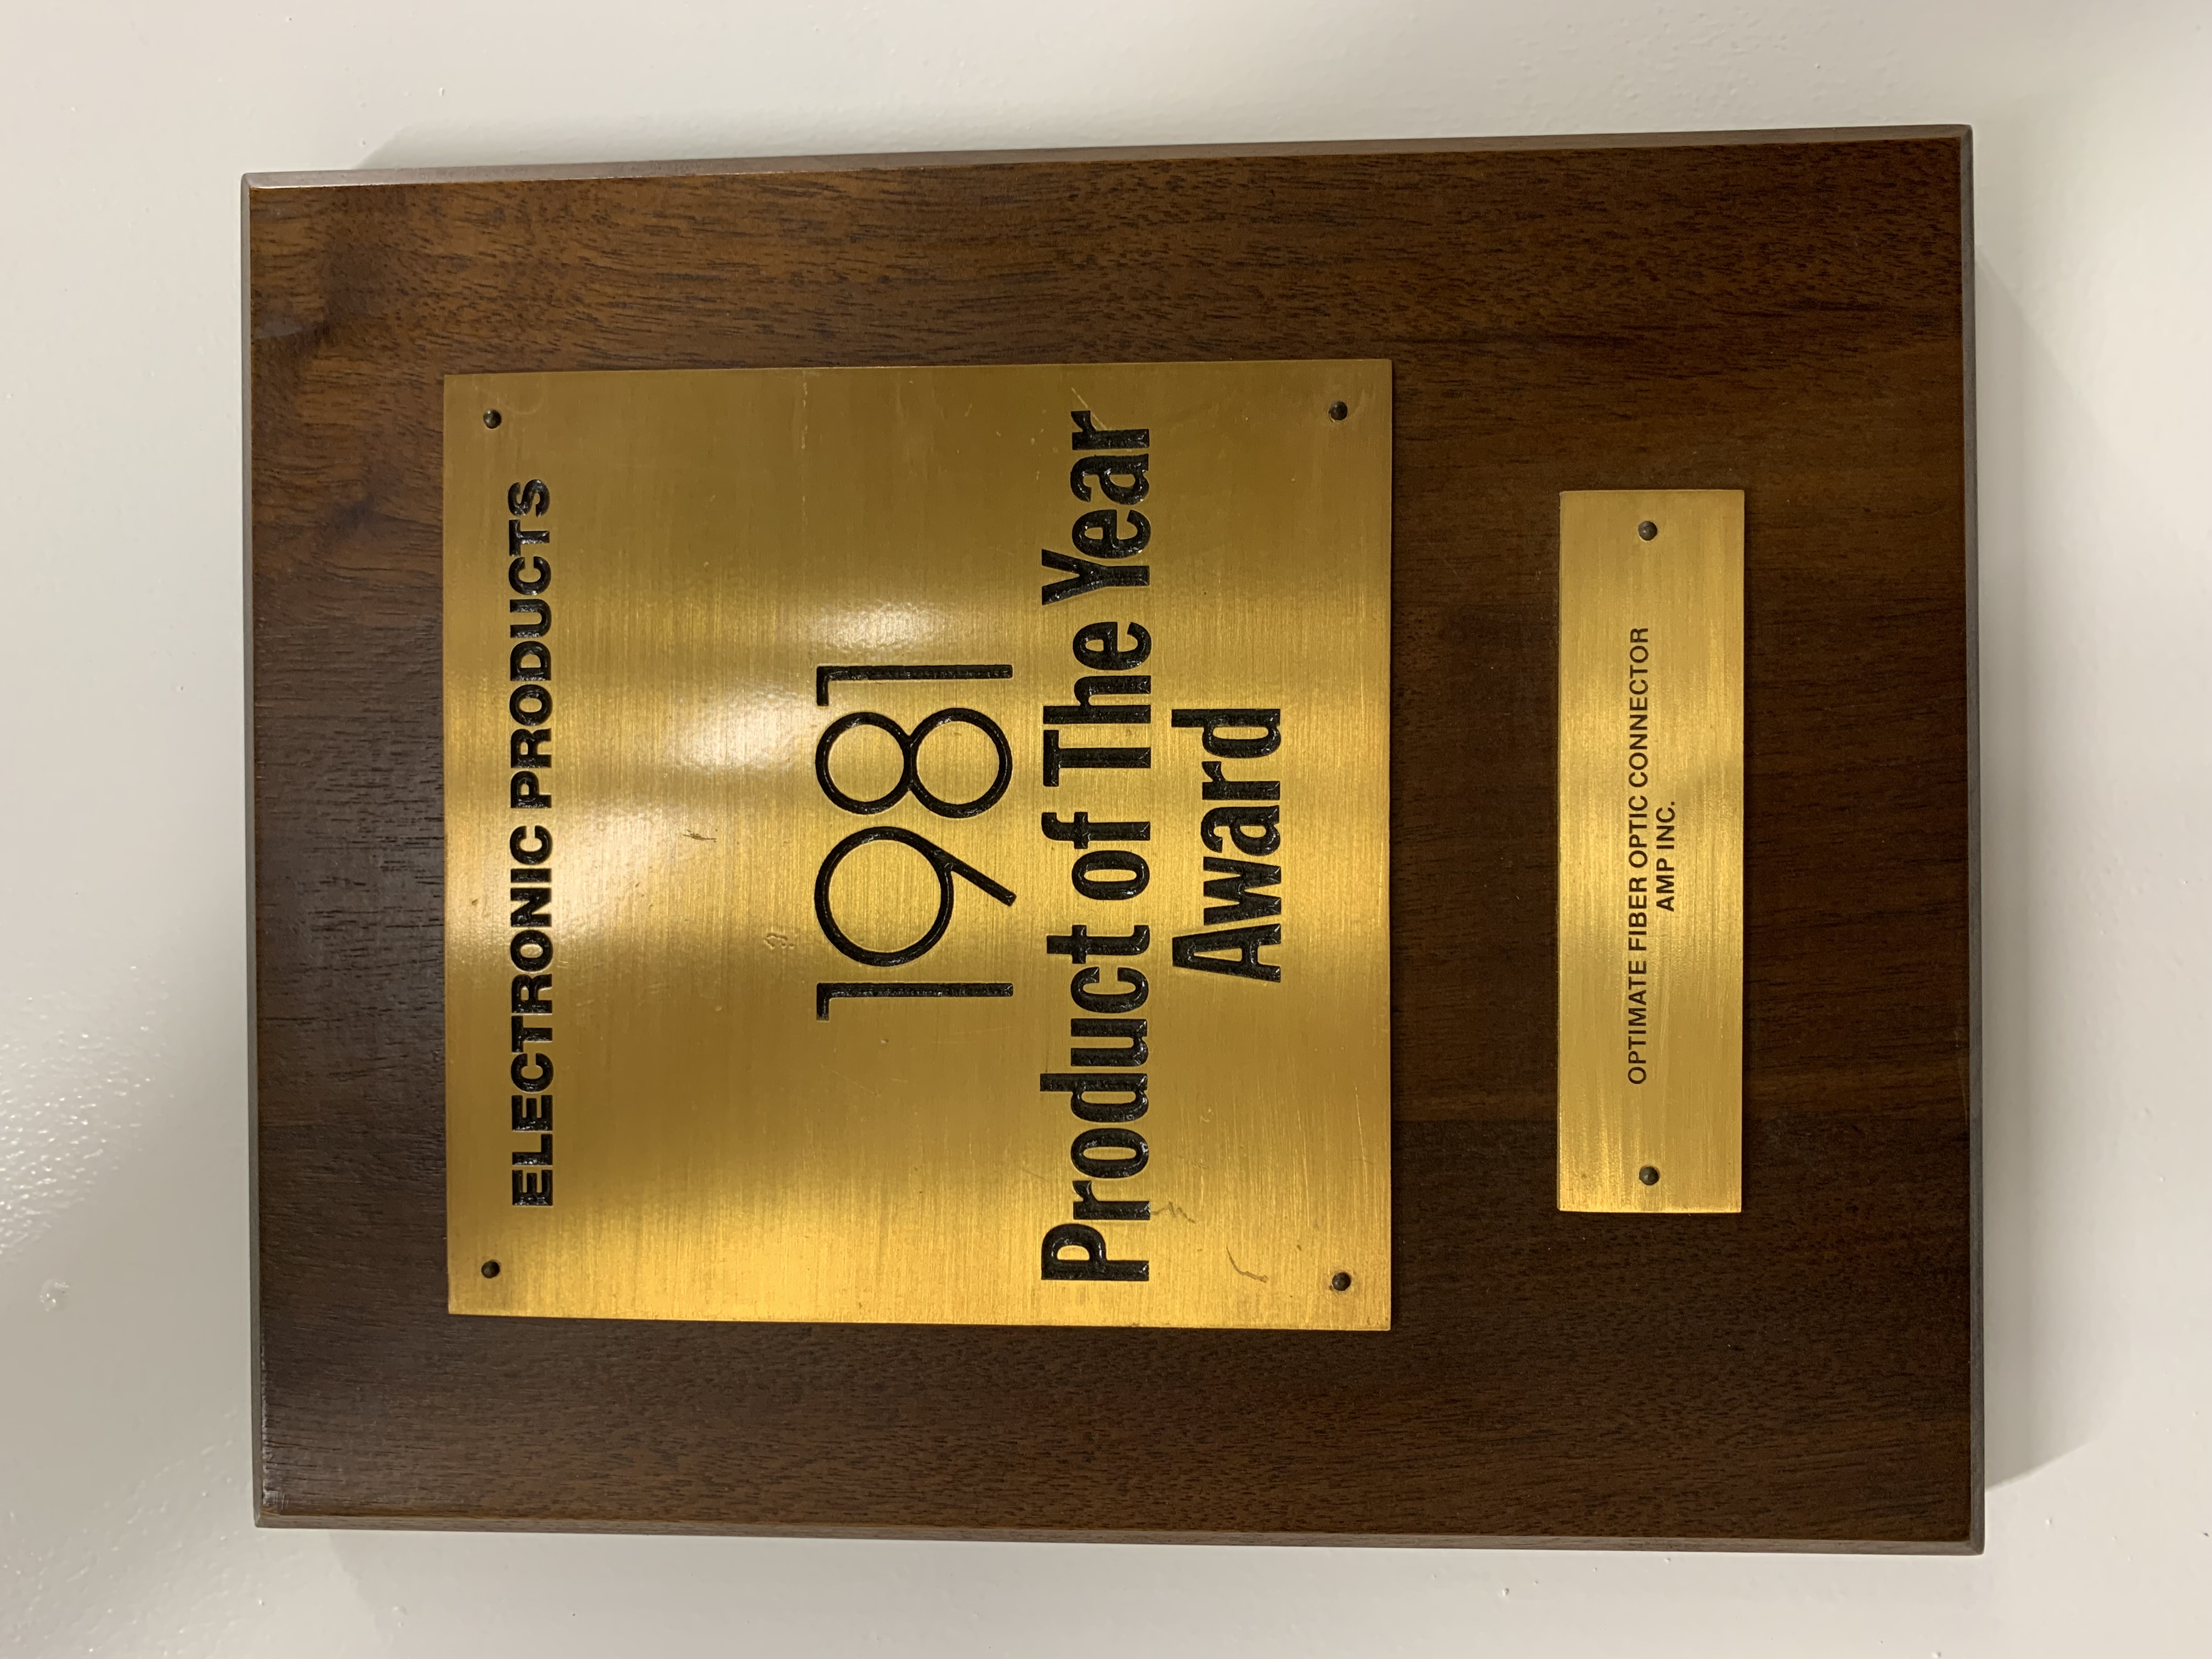 ELECTRONIC PRODUCTS
1981
Product of The Year
Award
OPTIMATE FIBER OPTIC CONNECTOR
AMP INC.